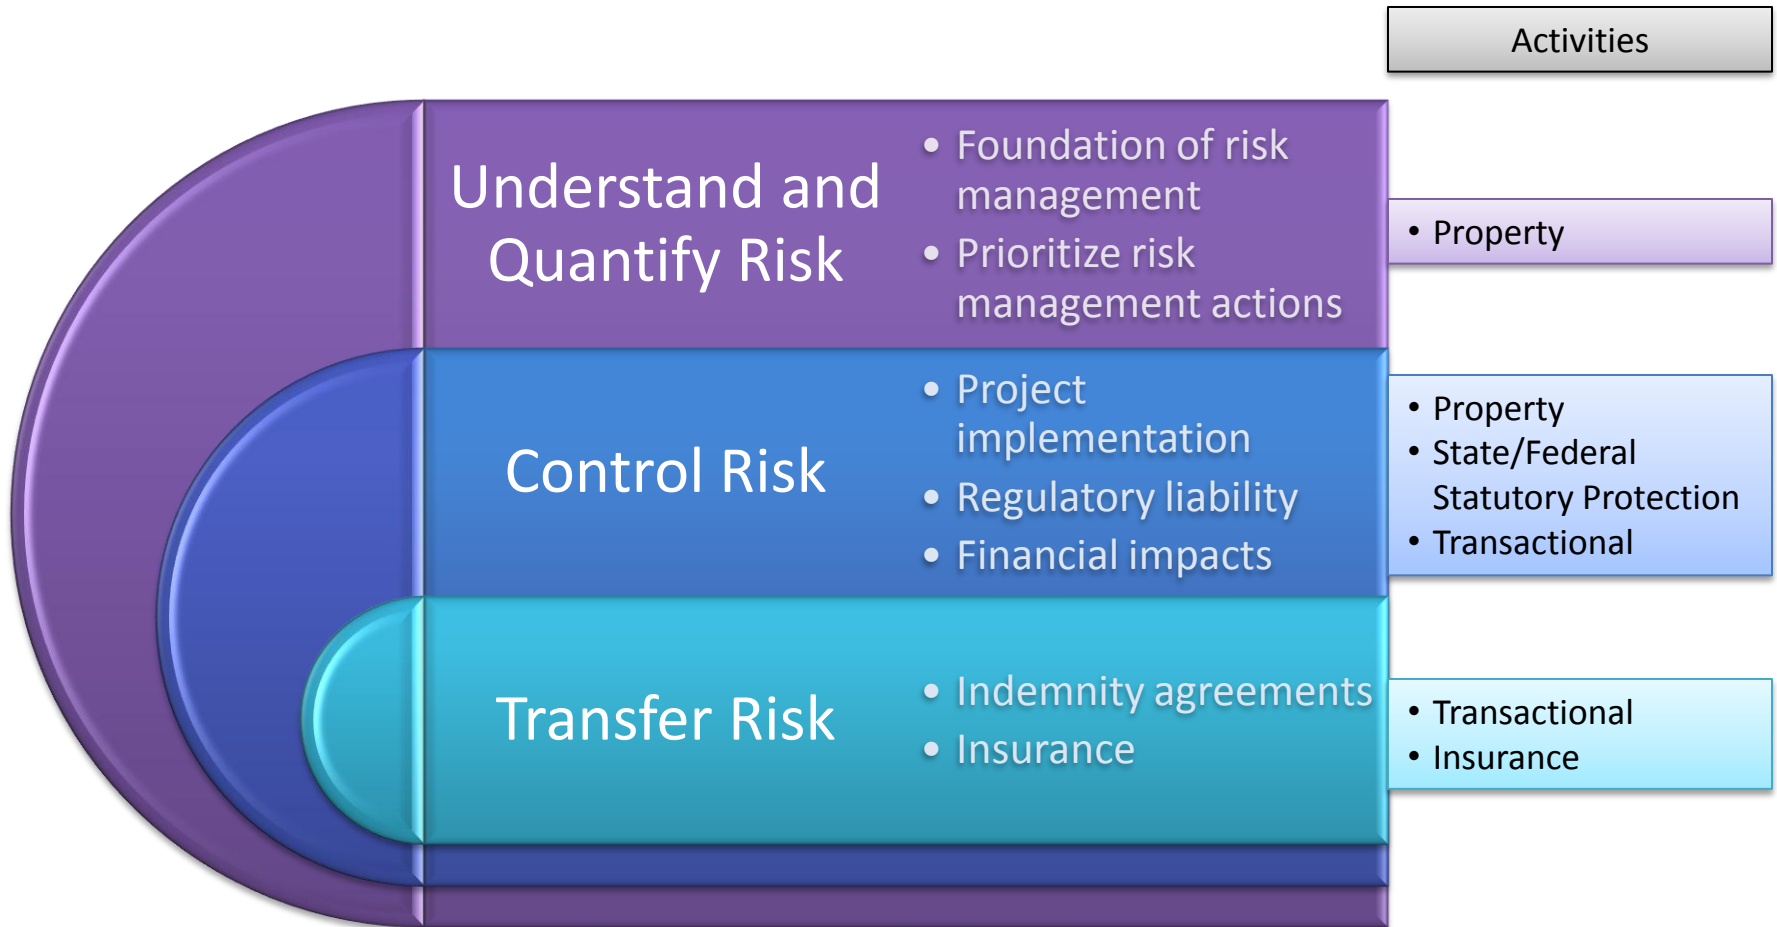 Activities
Understand and
Quantify Risk
• Foundation of risk
management
• Prioritize risk
management actions
• Property
Control Risk
• Project
implementation
• Regulatory liability
• Financial impacts
• Property
• State/Federal
Statutory Protection
• Transactional
Transfer Risk
• Indemnity agreements
• Insurance
• Transactional
• Insurance